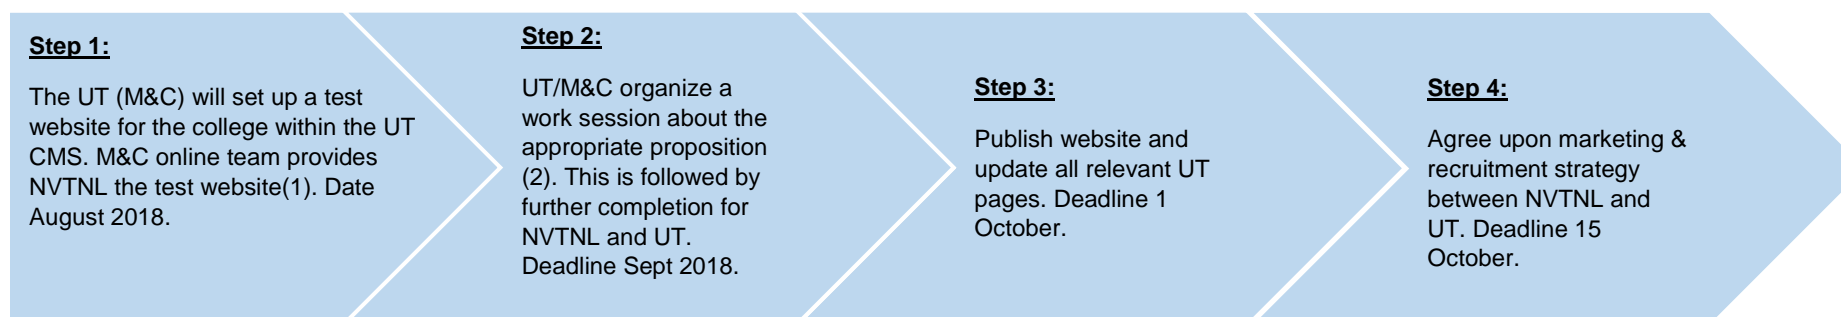 Step 1:
The UT (M&C) will set up a test
website for the college within the UT
CMS. M&C online team provides
NVTNL the test website(1). Date
August 2018.
Step 2:
UT/M&C organize a
work session about the
appropriate proposition
(2). This is followed by
further completion for
NVTNL and UT.
Deadline Sept 2018.
Step 3:
Publish website and
update all relevant UT
pages. Deadline 1
October.
Step 4:
Agree upon marketing &
recruitment strategy
between NVTNL and
UT. Deadline 15
October.